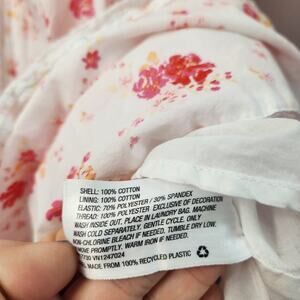 SHELL: 100% COTTON
LINING: 100% COTTON
ELASTIC: 70% POLYESTER / 30% SPANDEX
THREAD: 100% POLYESTER EXCLUSIVE OF DECORATION
WASH INSIDE OUT. PLACE IN LAUNDRY BAG. MACHINE
WASH COLD SEPARATELY. GENTLE CYCLE. ONLY
NON-CHLORINE BLEACH IF NEEDED. TUMBLE DRY LOW.
REMOVE PROMPTLY. WARM IRON IF NEEDED.
VN1247024
MADE FROM 100% RECYCLED PLASTIC